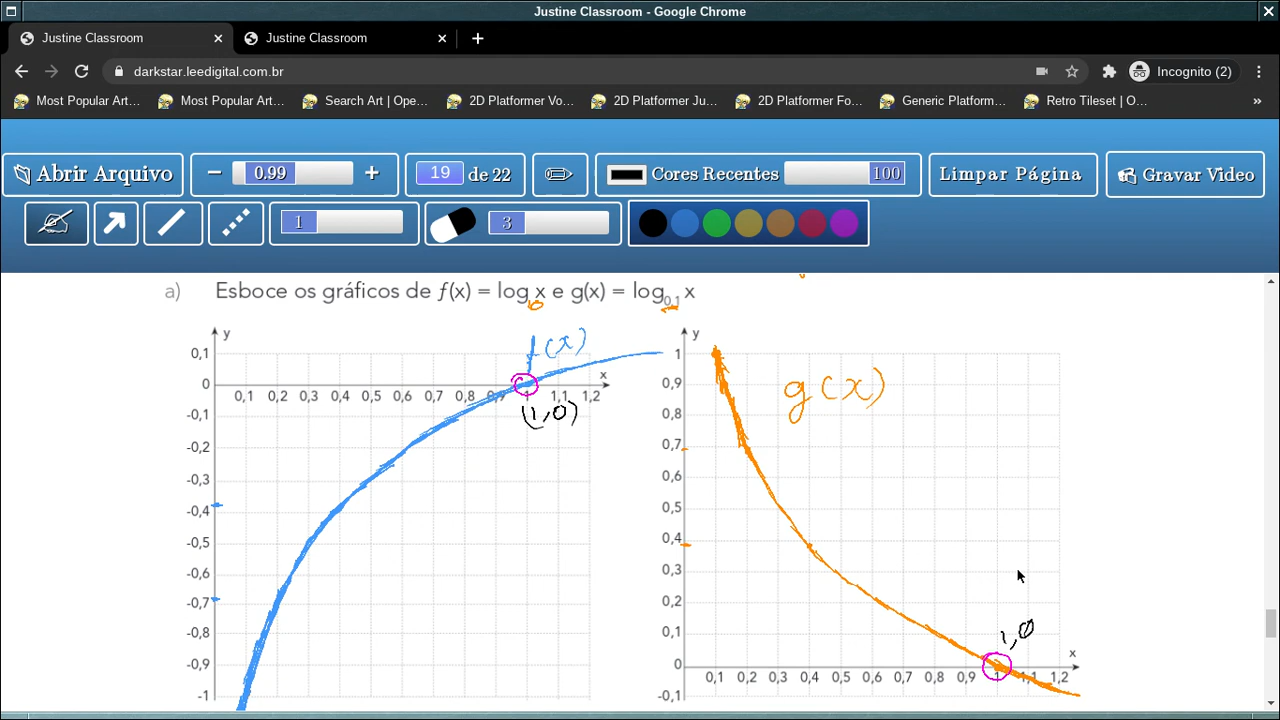 Justine Classroom - Google Chrome
Justine Classroom
Justine Classroom
darkstar.leedigital.com.br
Incognito (2)
Most Popular Art...
Most Popular Art...
Search Art | Ope...
2D Platformer Vo...
2D Platformer Ju...
2D Platformer Fo...
Generic Platform...
Retro Tileset | O...
Abrir Arquivo
− 0.99 +
19 de 22
Cores Recentes 100
Limpar Página
Gravar Video
1
3
a) Esboce os gráficos de f(x) = log x e g(x) = log0,1 x
y
0,1
0
-0,1
-0,2
-0,3
-0,4
-0,5
-0,6
-0,7
-0,8
-0,9
-1
0,1 0,2 0,3 0,4 0,5 0,6 0,7 0,8 0,9 1 1,1 1,2
x
f(x)
(1,0)
y
1
0,9
0,8
0,7
0,6
0,5
0,4
0,3
0,2
0,1
0
-0,1
0,1 0,2 0,3 0,4 0,5 0,6 0,7 0,8 0,9 1 1,1 1,2
x
g(x)
1,0